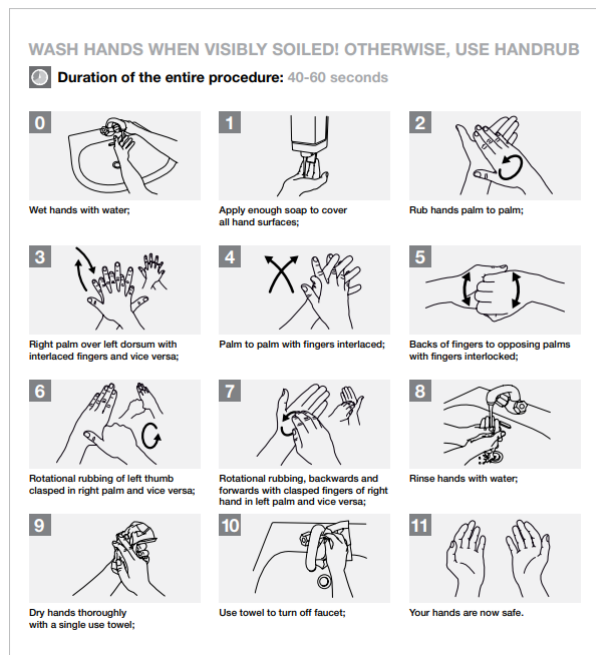 WASH HANDS WHEN VISIBLY SOILED! OTHERWISE, USE HANDRUB
Duration of the entire procedure: 40-60 seconds
0
1
2
Wet hands with water;
Apply enough soap to cover
all hand surfaces;
Rub hands palm to palm;
3
4
5
Right palm over left dorsum with
interlaced fingers and vice versa;
Palm to palm with fingers interlaced;
Backs of fingers to opposing palms
with fingers interlocked;
6
7
8
Rotational rubbing of left thumb
clasped in right palm and vice versa;
Rotational rubbing, backwards and
forwards with clasped fingers of right
hand in left palm and vice versa;
Rinse hands with water;
9
10
11
Dry hands thoroughly
with a single use towel;
Use towel to turn off faucet;
Your hands are now safe.